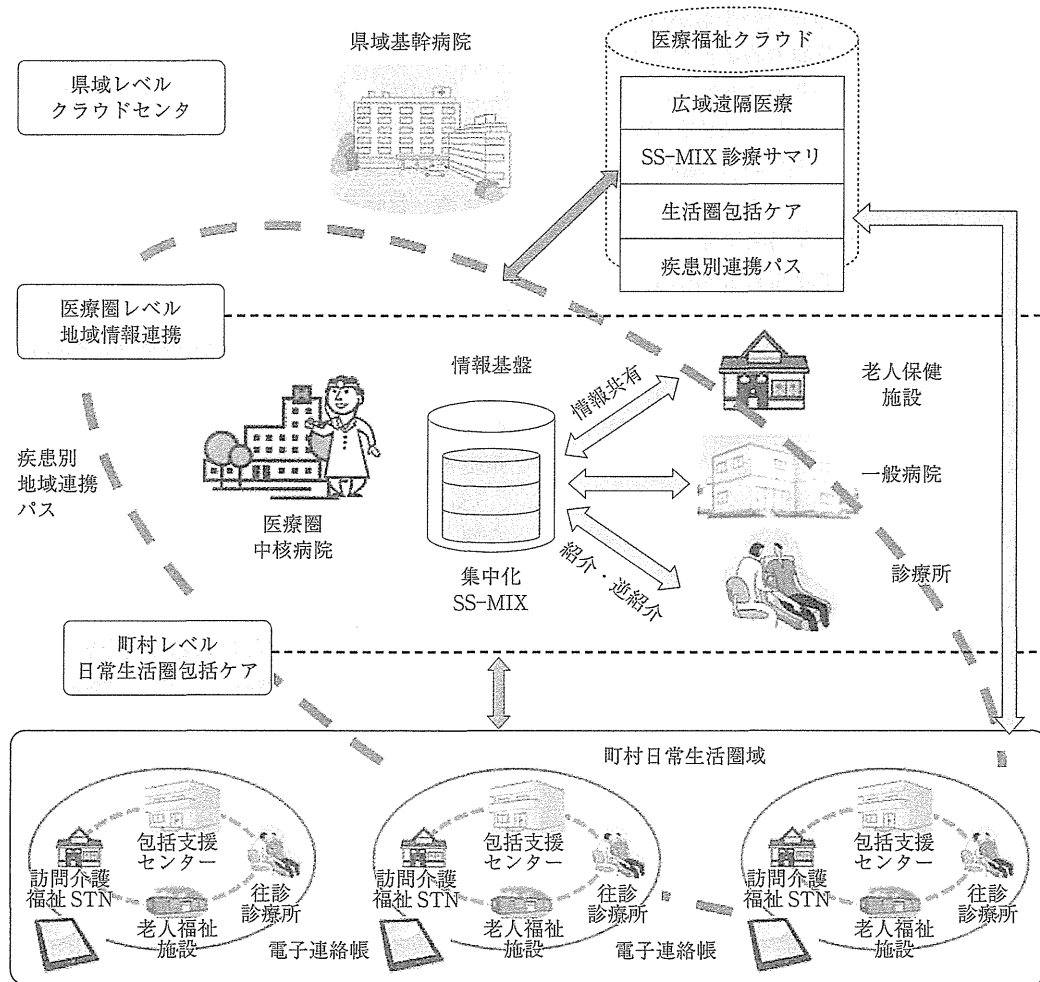 県域レベル
クラウドセンタ
県域基幹病院
医療福祉クラウド
広域遠隔医療
SS-MIX 診療サマリ
生活圏包括ケア
疾患別連携パス
医療圏レベル
地域情報連携
疾患別
地域連携
パス
医療圏
中核病院
情報基盤
集中化
SS-MIX
情報共有
紹介・逆紹介
老人保健
施設
一般病院
診療所
町村レベル
日常生活圏包括ケア
町村日常生活圏域
包括支援
センター
訪問介護
福祉 STN
往診
診療所
老人福祉
施設
電子連絡帳
包括支援
センター
訪問介護
福祉 STN
往診
診療所
老人福祉
施設
電子連絡帳
包括支援
センター
訪問介護
福祉 STN
往診
診療所
老人福祉
施設